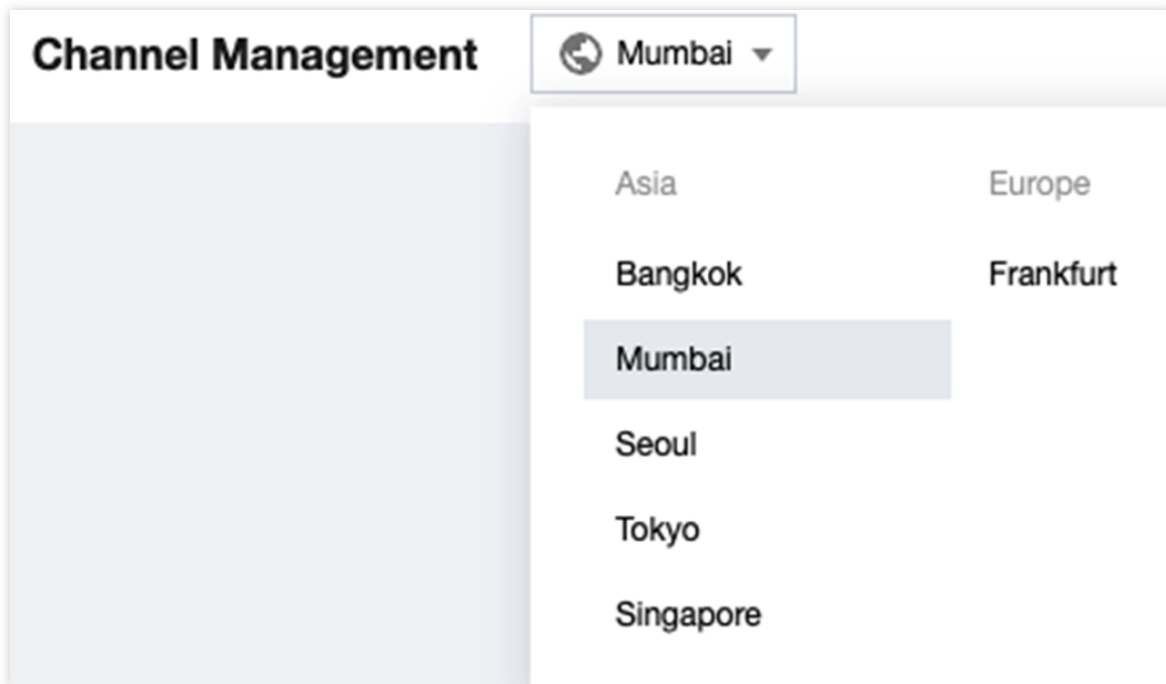 Channel Management
Mumbai
Asia
Bangkok
Mumbai
Seoul
Tokyo
Singapore
Europe
Frankfurt